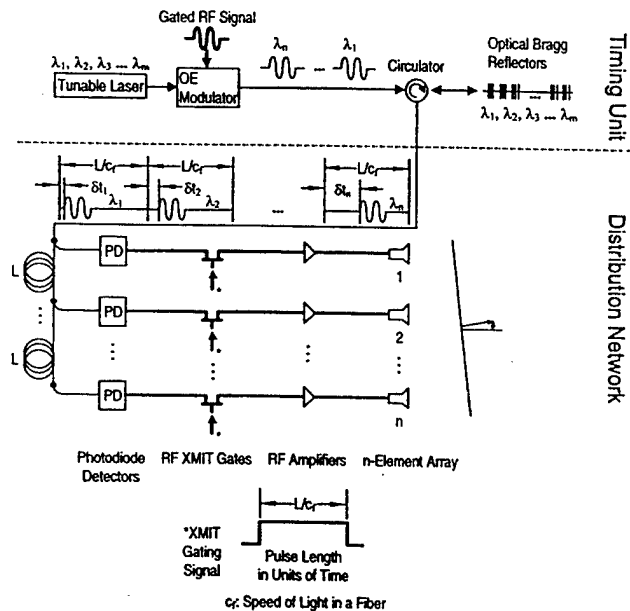 Gated RF Signal
λ1, λ2, λ3 ... λm
Tunable Laser
OE
Modulator
λn
...
λ1
Circulator
Optical Bragg
Reflectors
...
λ1, λ2, λ3 ... λm
Timing Unit
L/cf
L/cf
L/cf
δt1
λ1
δt2
λ2
...
δtn
λn
L
PD
*
1
PD
*
2
L
PD
*
n
Distribution Network
Photodiode
Detectors
RF XMIT Gates
RF Amplifiers
n-Element Array
L/cf
*XMIT
Gating
Signal
Pulse Length
in Units of Time
cf: Speed of Light in a Fiber